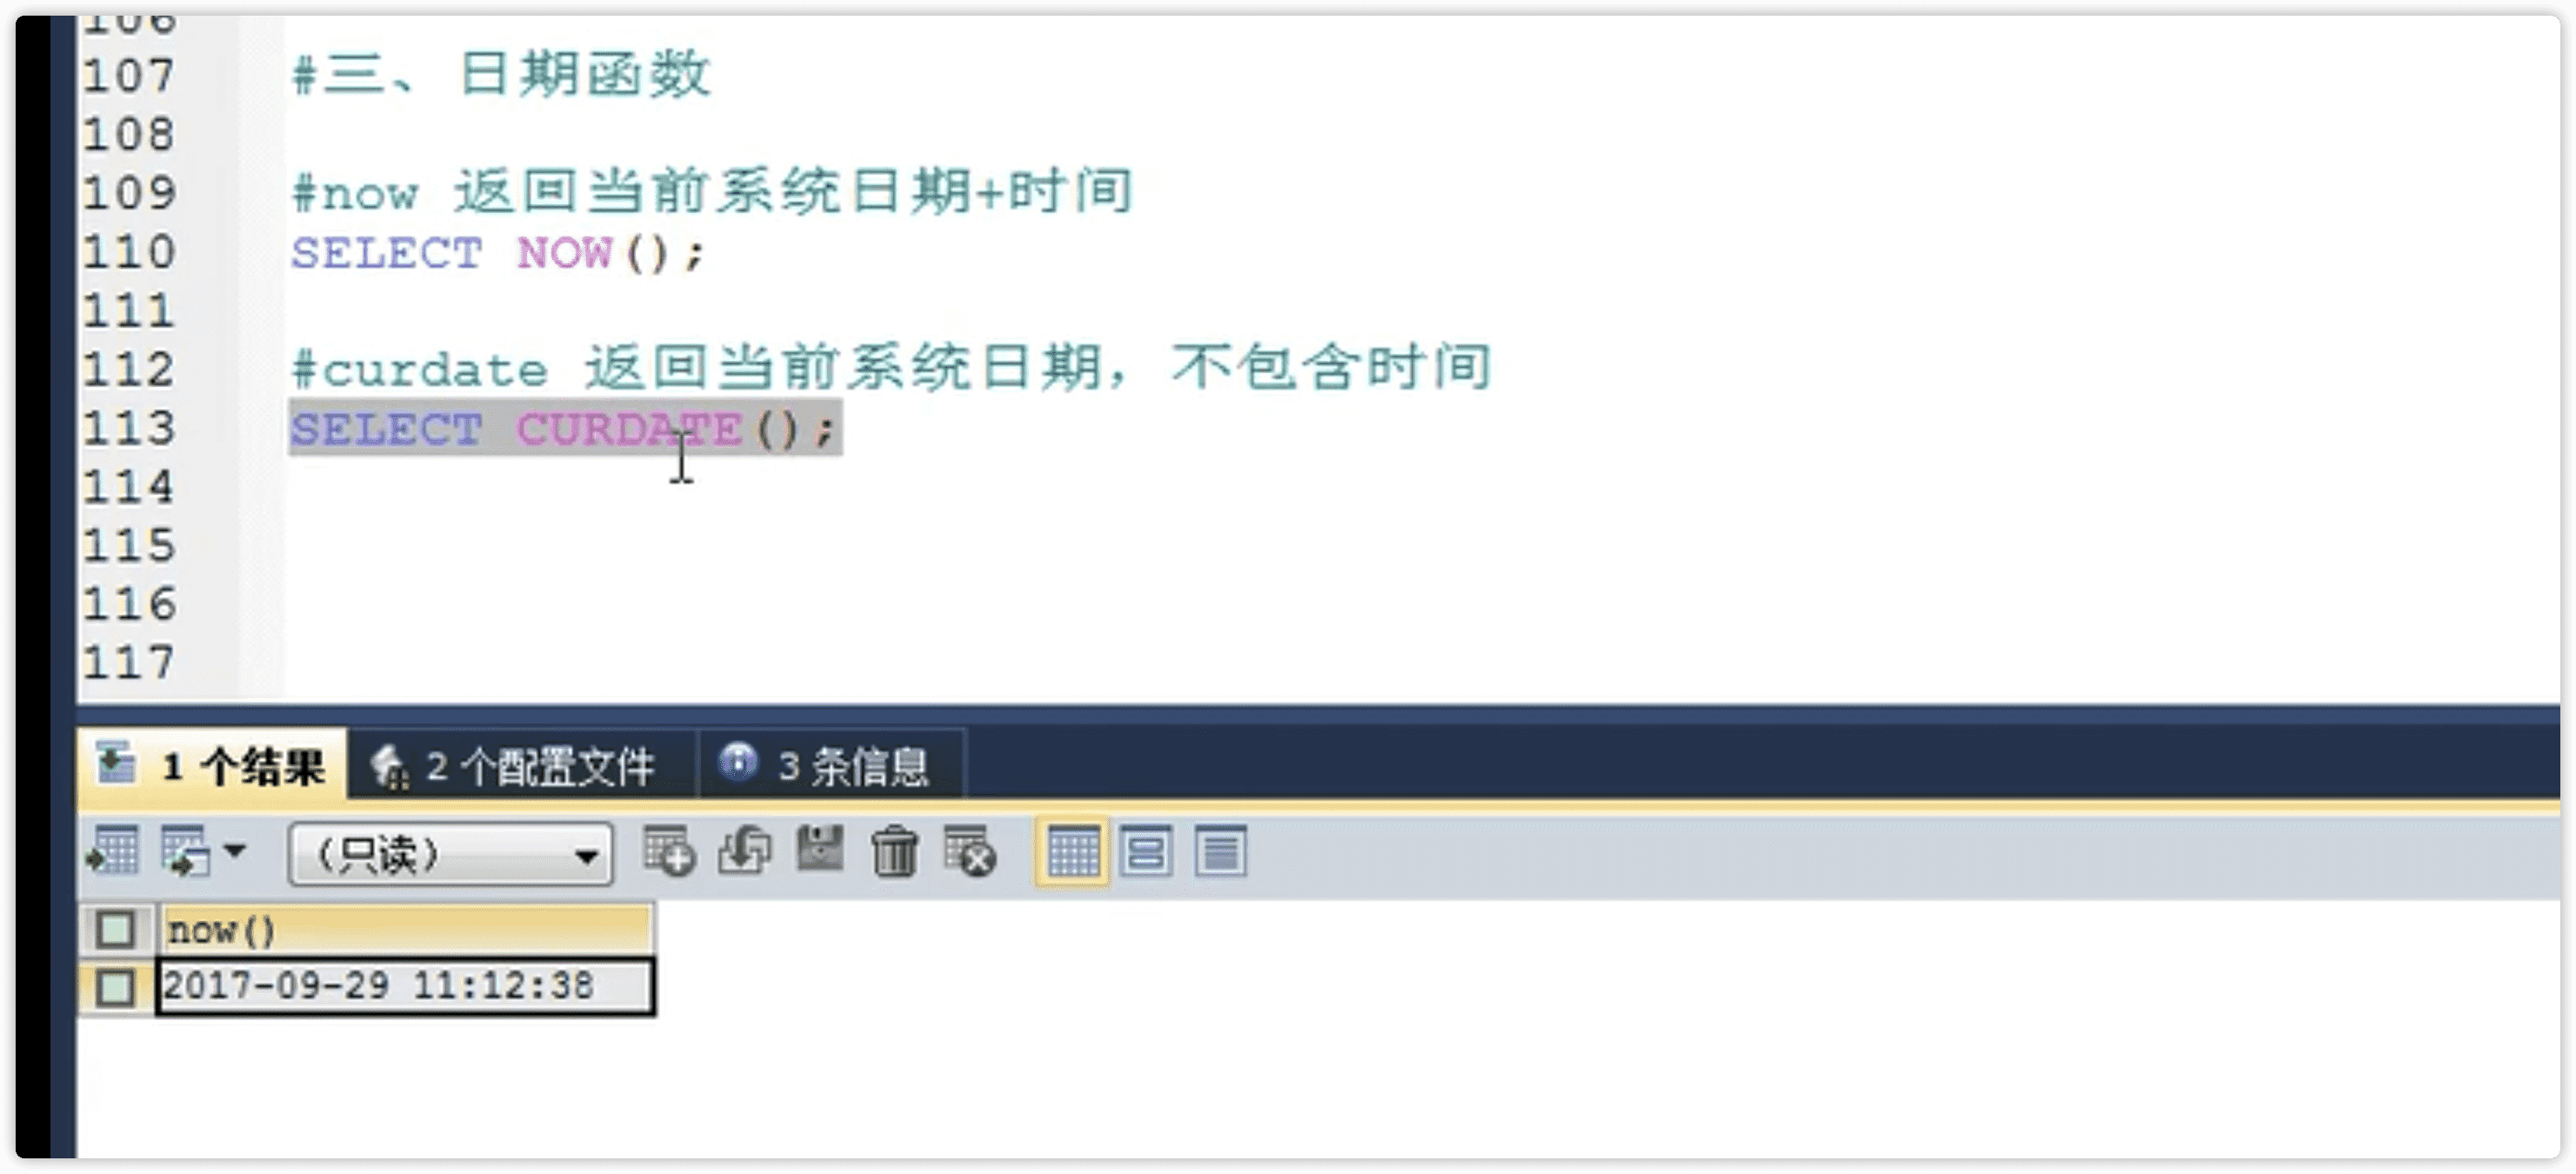 106
107 #三、日期函数
108
109 #now 返回当前系统日期+时间
110 SELECT NOW();
111
112 #curdate 返回当前系统日期，不包含时间
113 SELECT CURDATE();
114
115
116
117
1 个结果 2 个配置文件 3 条信息
（只读）
now()
2017-09-29 11:12:38